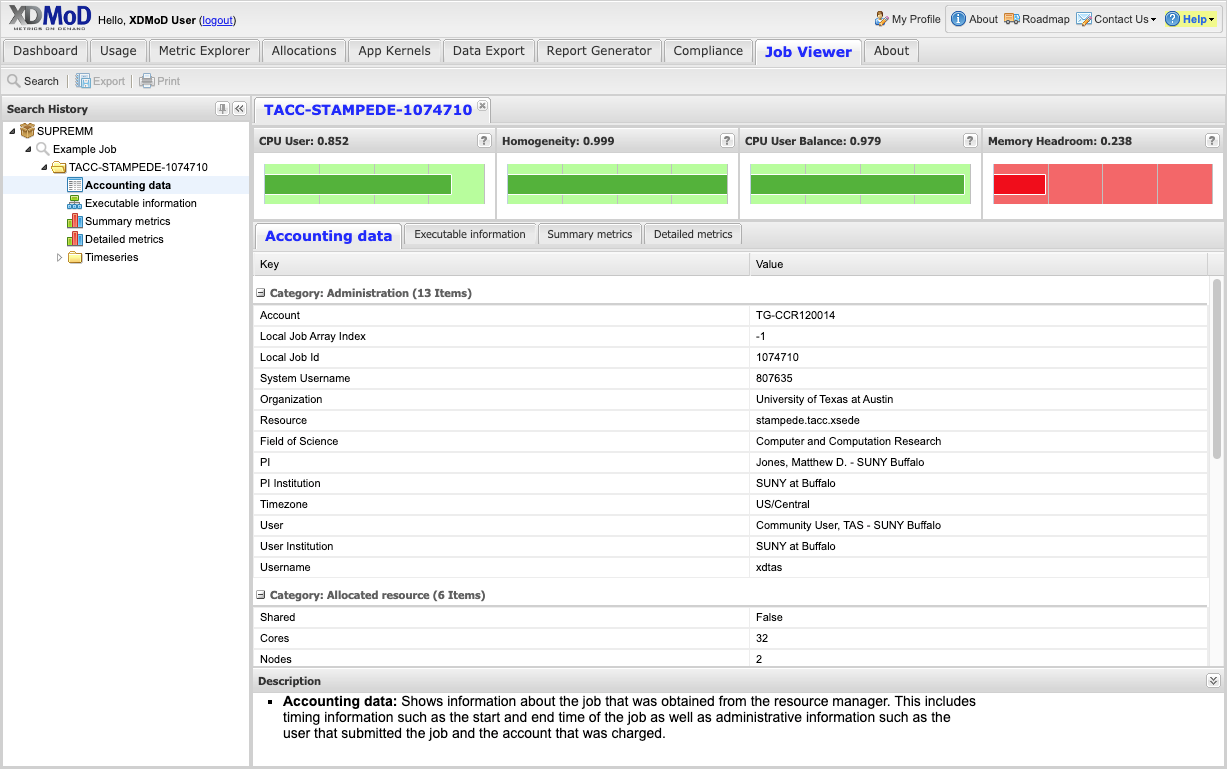 XDMoD
METRICS ON DEMAND
Hello, XDMoD User (logout)
My Profile About Roadmap Contact Us Help
Dashboard Usage Metric Explorer Allocations App Kernels Data Export Report Generator Compliance Job Viewer About
Search Export Print
Search History
SUPREMM
Example Job
TACC-STAMPEDE-1074710
Accounting data
Executable information
Summary metrics
Detailed metrics
Timeseries
TACC-STAMPEDE-1074710
CPU User: 0.852 ? Homogeneity: 0.999 ? CPU User Balance: 0.979 ? Memory Headroom: 0.238 ?
Accounting data Executable information Summary metrics Detailed metrics
Key Value
Category: Administration (13 Items)
Account TG-CCR120014
Local Job Array Index -1
Local Job Id 1074710
System Username 807635
Organization University of Texas at Austin
Resource stampede.tacc.xsede
Field of Science Computer and Computation Research
PI Jones, Matthew D. - SUNY Buffalo
PI Institution SUNY at Buffalo
Timezone US/Central
User Community User, TAS - SUNY Buffalo
User Institution SUNY at Buffalo
Username xdtas
Category: Allocated resource (6 Items)
Shared False
Cores 32
Nodes 2
Description
Accounting data: Shows information about the job that was obtained from the resource manager. This includes
timing information such as the start and end time of the job as well as administrative information such as the
user that submitted the job and the account that was charged.